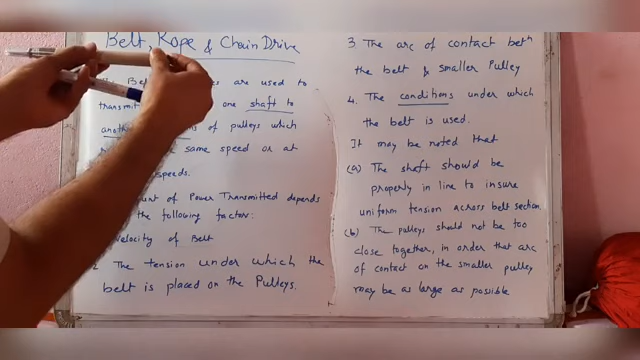 Belt, Rope & Chain Drive
are used to
transmit one shaft to
of pulleys which
same speed or at
speeds.
of Power Transmitted depends
the following factors:
Velocity of Belt
2 The tension under which the
belt is placed on the Pulleys.
3 The arc of contact beth
the belt & smaller Pulley
4. The conditions under which
the belt is used.
It may be noted that
(a) The shaft should be
properly in line to insure
uniform tension across belt section.
(b) The pulleys should not be too
close together, in order that arc
of contact on the smaller pulley
may be as large as possible